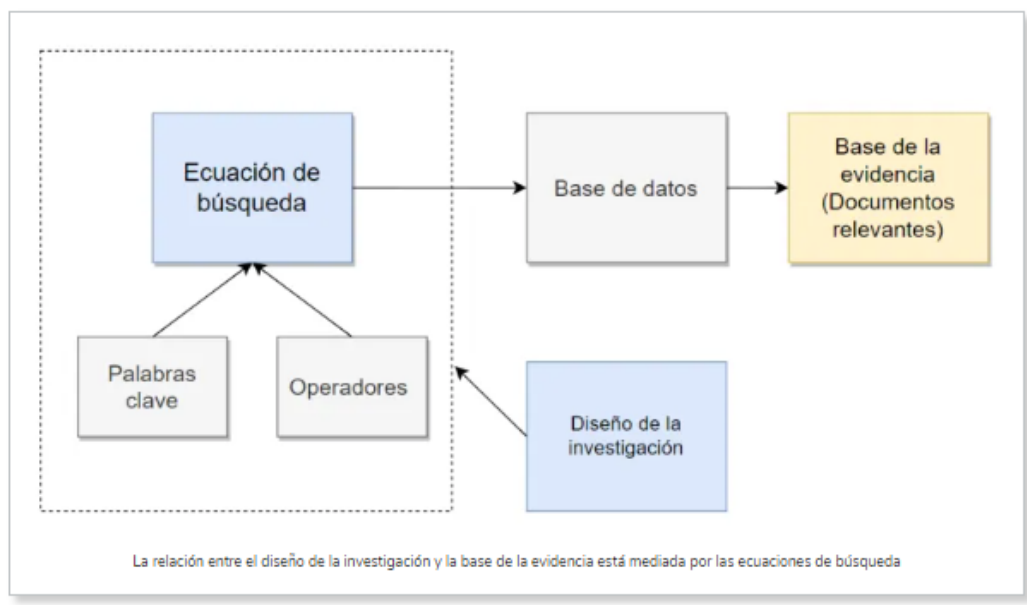 Ecuación de
búsqueda
Base de datos
Base de la
evidencia
(Documentos
relevantes)
Palabras
clave
Operadores
Diseño de la
investigación
La relación entre el diseño de la investigación y la base de la evidencia está mediada por las ecuaciones de búsqueda